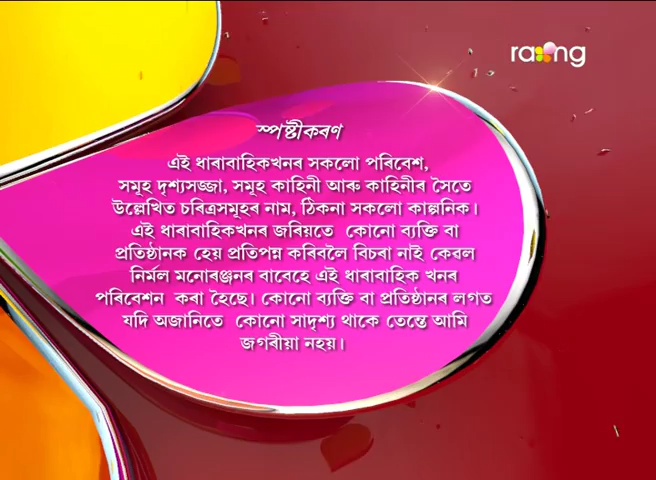 raang
স্পষ্টীকৰণ
এই ধাৰাবাহিকখনৰ সকলো পৰিবেশ,
সমূহ দৃশ্যসজ্জা, সমূহ কাহিনী আৰু কাহিনীৰ সৈতে
উল্লেখিত চৰিত্ৰসমূহৰ নাম, ঠিকনা সকলো কাল্পনিক।
এই ধাৰাবাহিকখনৰ জৰিয়তে কোনো ব্যক্তি বা
প্ৰতিষ্ঠানক হেয় প্ৰতিপন্ন কৰিবলৈ বিচৰা নাই কেৱল
নিৰ্মল মনোৰঞ্জনৰ বাবেহে এই ধাৰাবাহিক খনৰ
পৰিবেশন কৰা হৈছে। কোনো ব্যক্তি বা প্ৰতিষ্ঠানৰ লগত
যদি অজানিতে কোনো সাদৃশ্য থাকে তেন্তে আমি
জগৰীয়া নহয়।